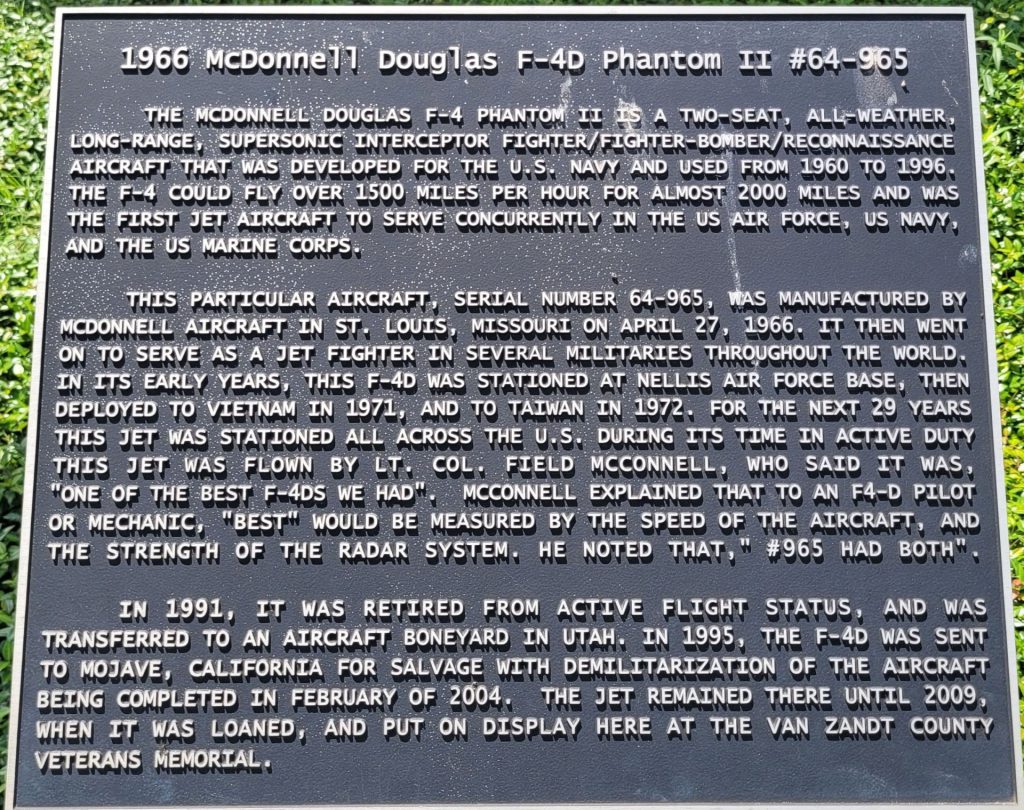 1966 McDonnell Douglas F-4D Phantom II #64-965
THE MCDONNELL DOUGLAS F-4 PHANTOM II IS A TWO-SEAT, ALL-WEATHER,
LONG-RANGE, SUPERSONIC INTERCEPTOR FIGHTER/FIGHTER-BOMBER/RECONNAISSANCE
AIRCRAFT THAT WAS DEVELOPED FOR THE U.S. NAVY AND USED FROM 1960 TO 1996.
THE F-4 COULD FLY OVER 1500 MILES PER HOUR FOR ALMOST 2000 MILES AND WAS
THE FIRST JET AIRCRAFT TO SERVE CONCURRENTLY IN THE US AIR FORCE, US NAVY,
AND THE US MARINE CORPS.
THIS PARTICULAR AIRCRAFT, SERIAL NUMBER 64-965, WAS MANUFACTURED BY
MCDONNELL AIRCRAFT IN ST. LOUIS, MISSOURI ON APRIL 27, 1966. IT THEN WENT
ON TO SERVE AS A JET FIGHTER IN SEVERAL MILITARIES THROUGHOUT THE WORLD.
IN ITS EARLY YEARS, THIS F-4D WAS STATIONED AT NELLIS AIR FORCE BASE, THEN
DEPLOYED TO VIETNAM IN 1971, AND TO TAIWAN IN 1972. FOR THE NEXT 29 YEARS
THIS JET WAS STATIONED ALL ACROSS THE U.S. DURING ITS TIME IN ACTIVE DUTY
THIS JET WAS FLOWN BY LT. COL. FIELD MCCONNELL, WHO SAID IT WAS,
"ONE OF THE BEST F-4DS WE HAD". MCCONNELL EXPLAINED THAT TO AN F4-D PILOT
OR MECHANIC, "BEST" WOULD BE MEASURED BY THE SPEED OF THE AIRCRAFT, AND
THE STRENGTH OF THE RADAR SYSTEM. HE NOTED THAT," #965 HAD BOTH".
IN 1991, IT WAS RETIRED FROM ACTIVE FLIGHT STATUS, AND WAS
TRANSFERRED TO AN AIRCRAFT BONEYARD IN UTAH. IN 1995, THE F-4D WAS SENT
TO MOJAVE, CALIFORNIA FOR SALVAGE WITH DEMILITARIZATION OF THE AIRCRAFT
BEING COMPLETED IN FEBRUARY OF 2004. THE JET REMAINED THERE UNTIL 2009,
WHEN IT WAS LOANED, AND PUT ON DISPLAY HERE AT THE VAN ZANDT COUNTY
VETERANS MEMORIAL.